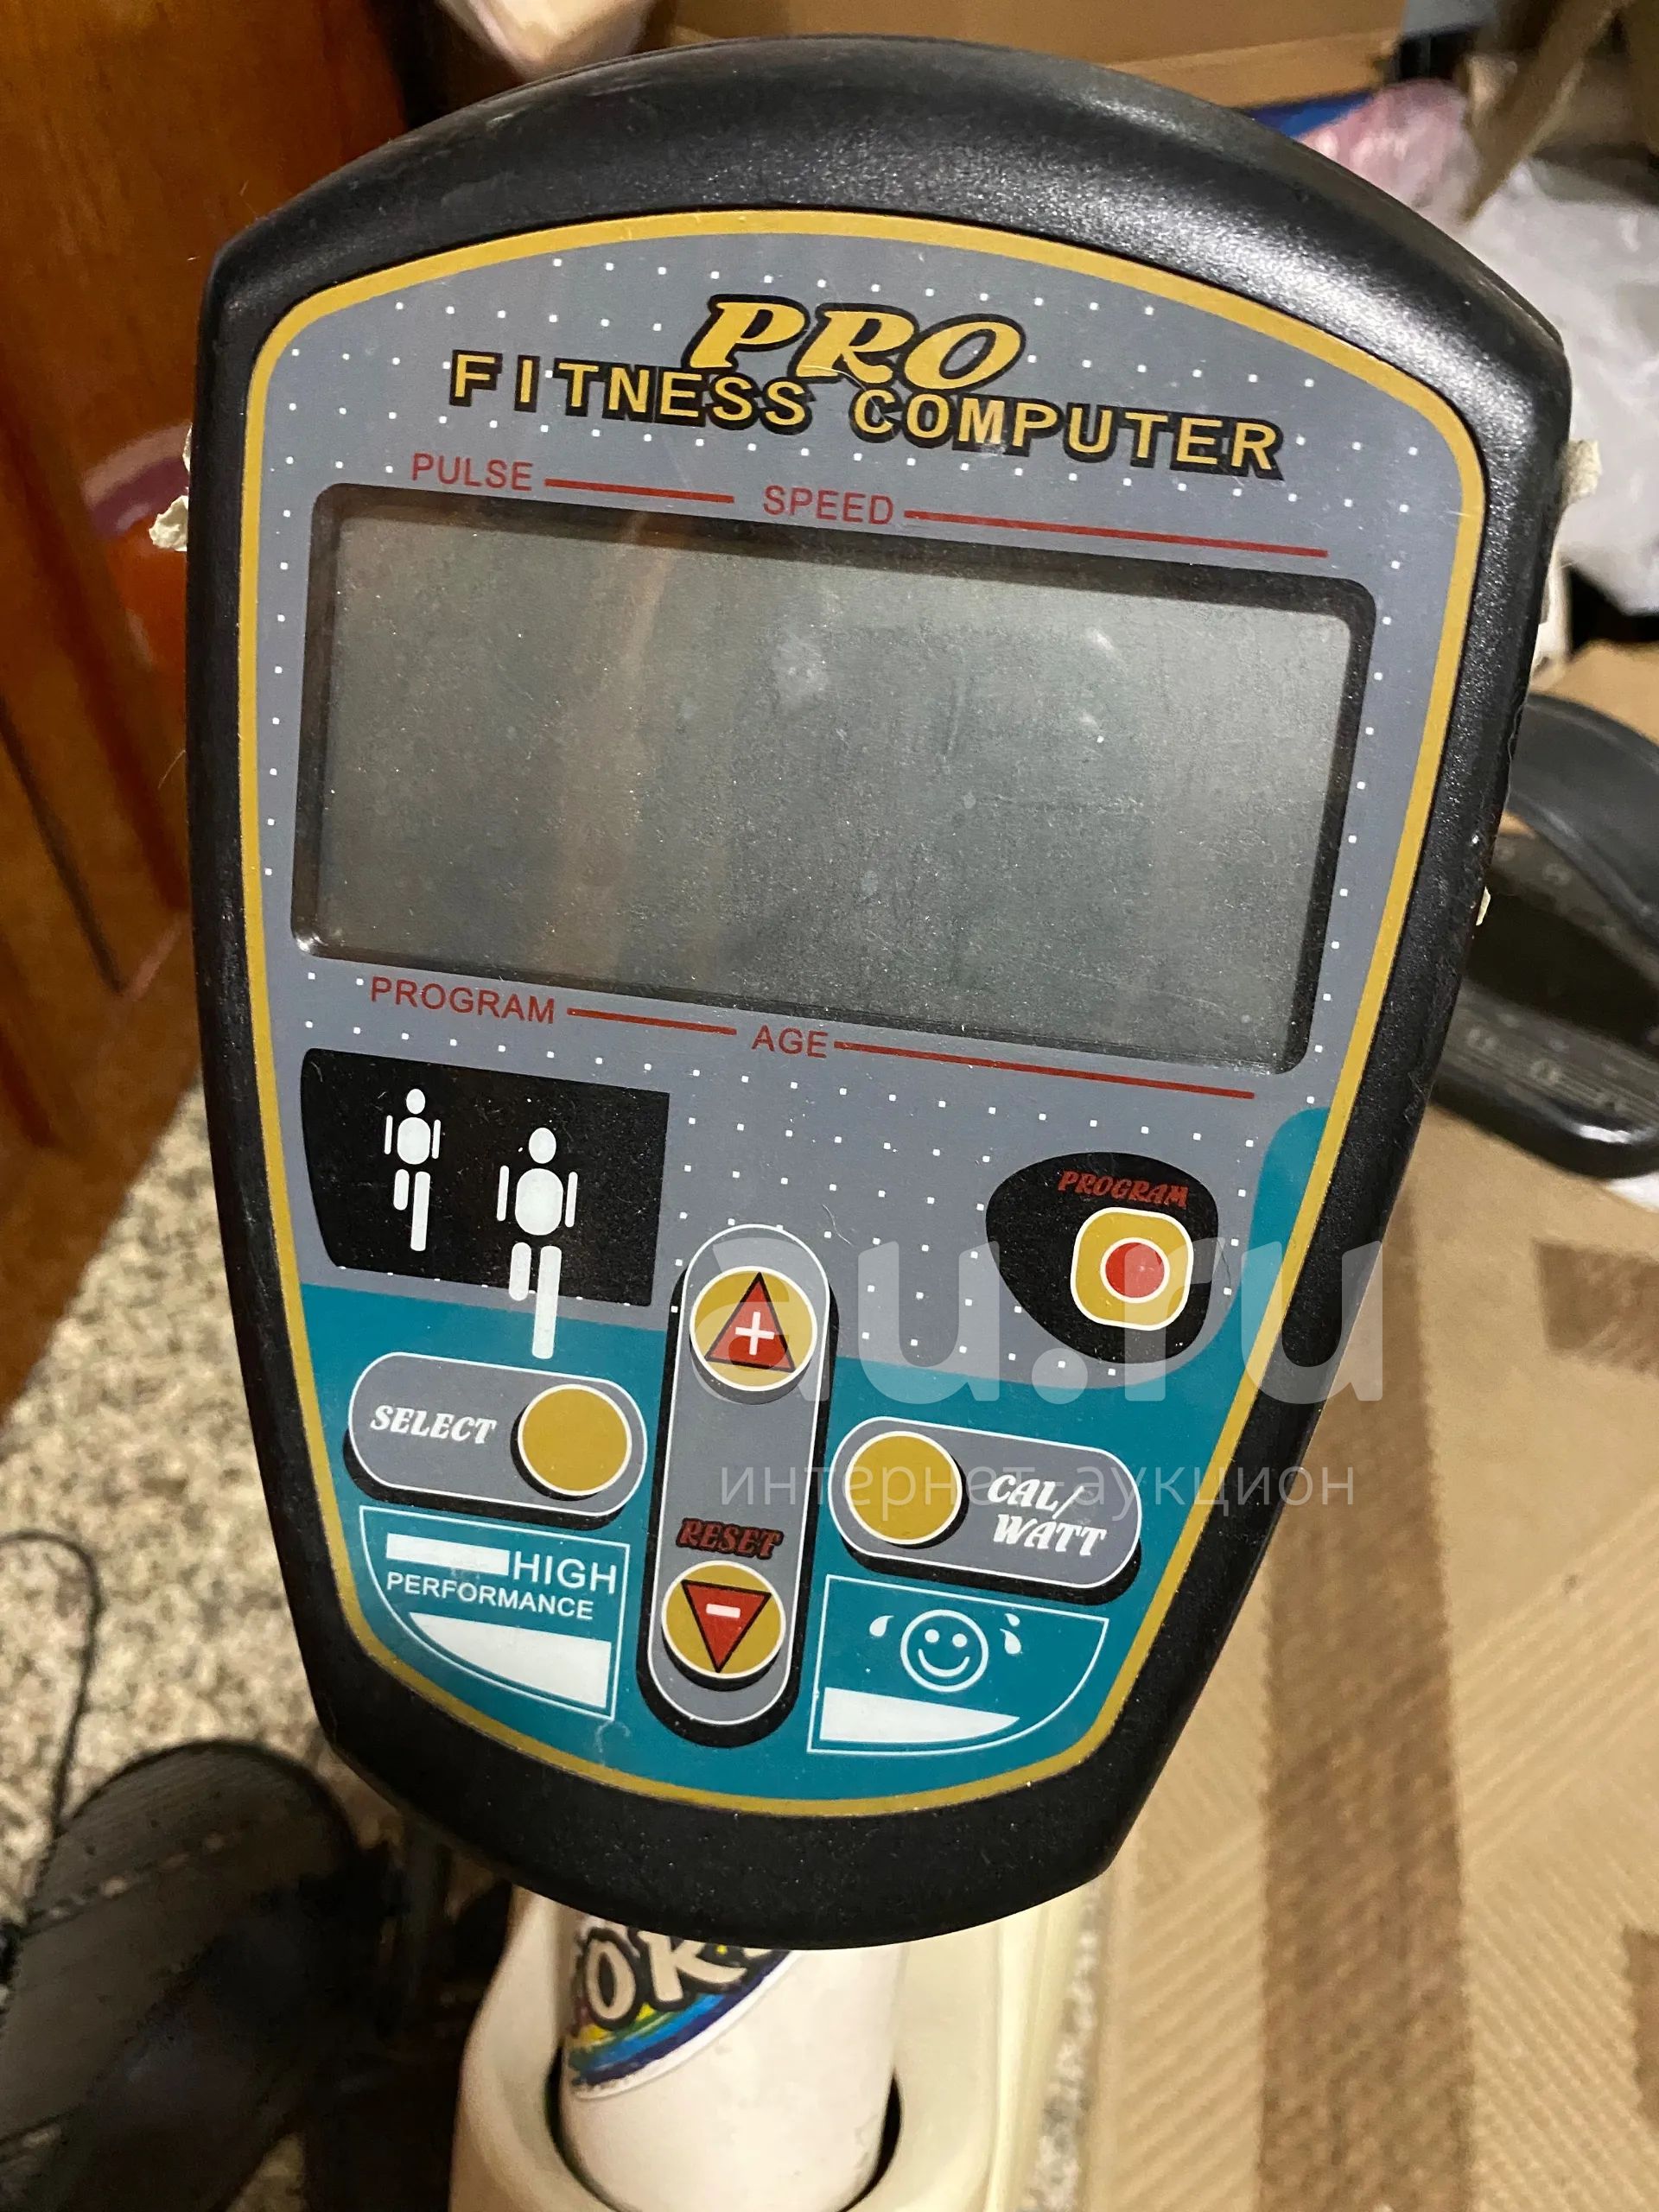 PRO
FITNESS COMPUTER
PULSE SPEED
PROGRAM AGE
PROGRAM
+
au.ru
SELECT
CAL/
WATT
интернет-аукцион
RESET
-
HIGH
PERFORMANCE